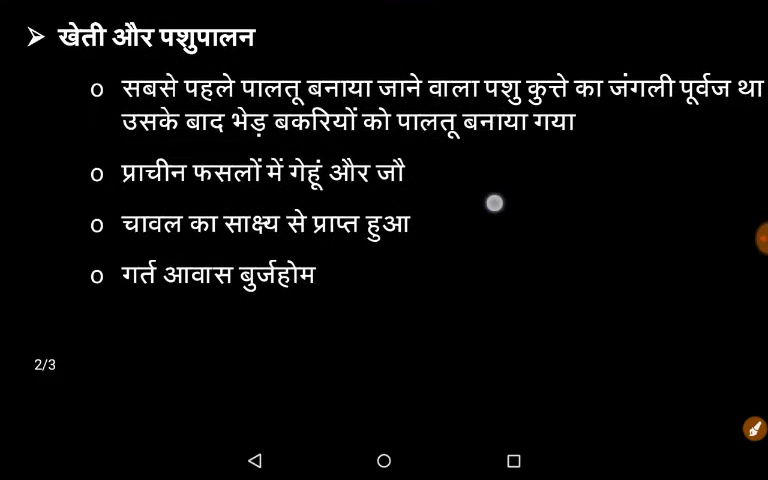 ➢ खेती और पशुपालन
o सबसे पहले पालतू बनाया जाने वाला पशु कुत्ते का जंगली पूर्वज था
उसके बाद भेड़ बकरियों को पालतू बनाया गया
o प्राचीन फसलों में गेहूं और जौ
o चावल का साक्ष्य से प्राप्त हुआ
o गर्त आवास बुर्जहोम
2/3